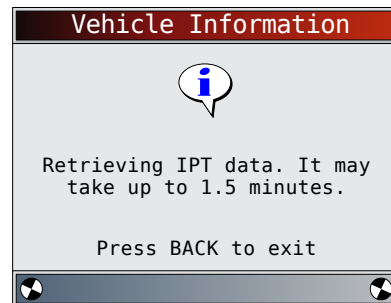 Vehicle Information
Retrieving IPT data. It may
take up to 1.5 minutes.
Press BACK to exit